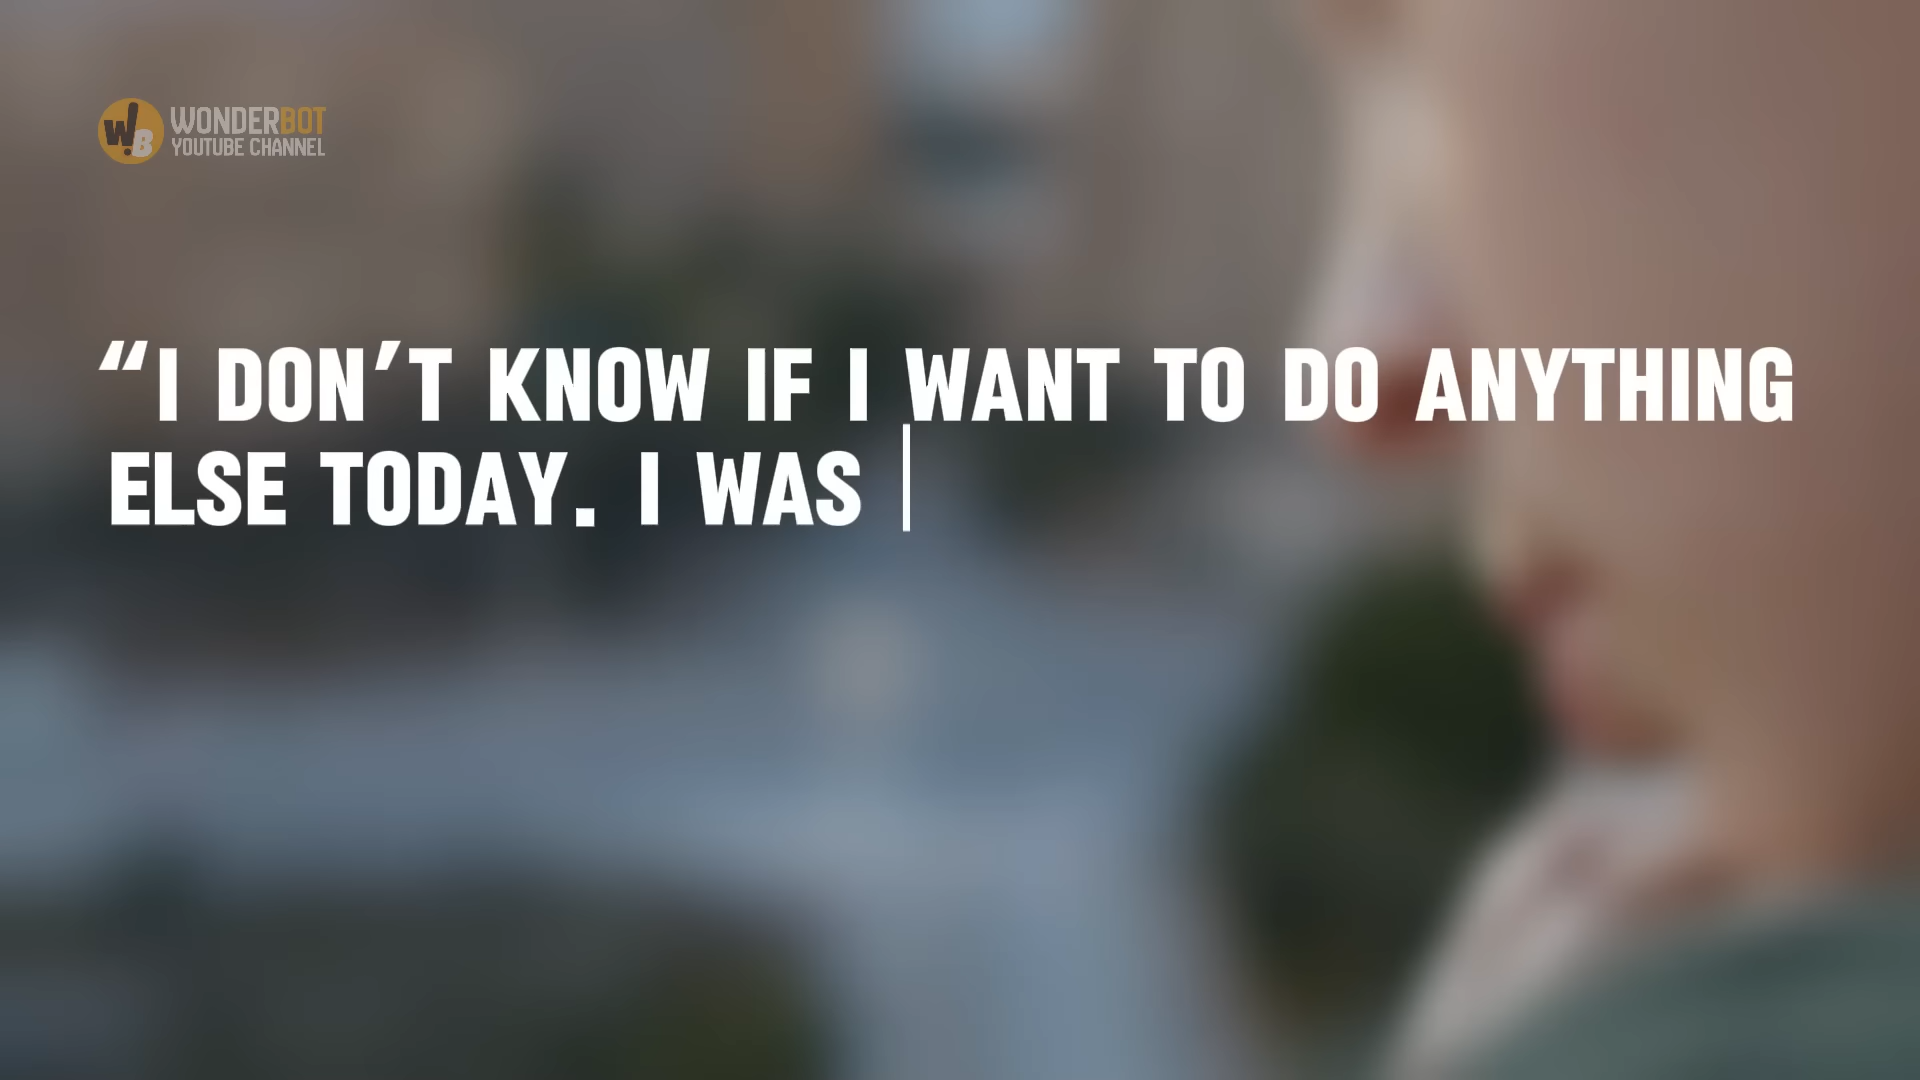 WONDERBOT
YOUTUBE CHANNEL
“I DON’T KNOW IF I WANT TO DO ANYTHING
ELSE TODAY. I WAS